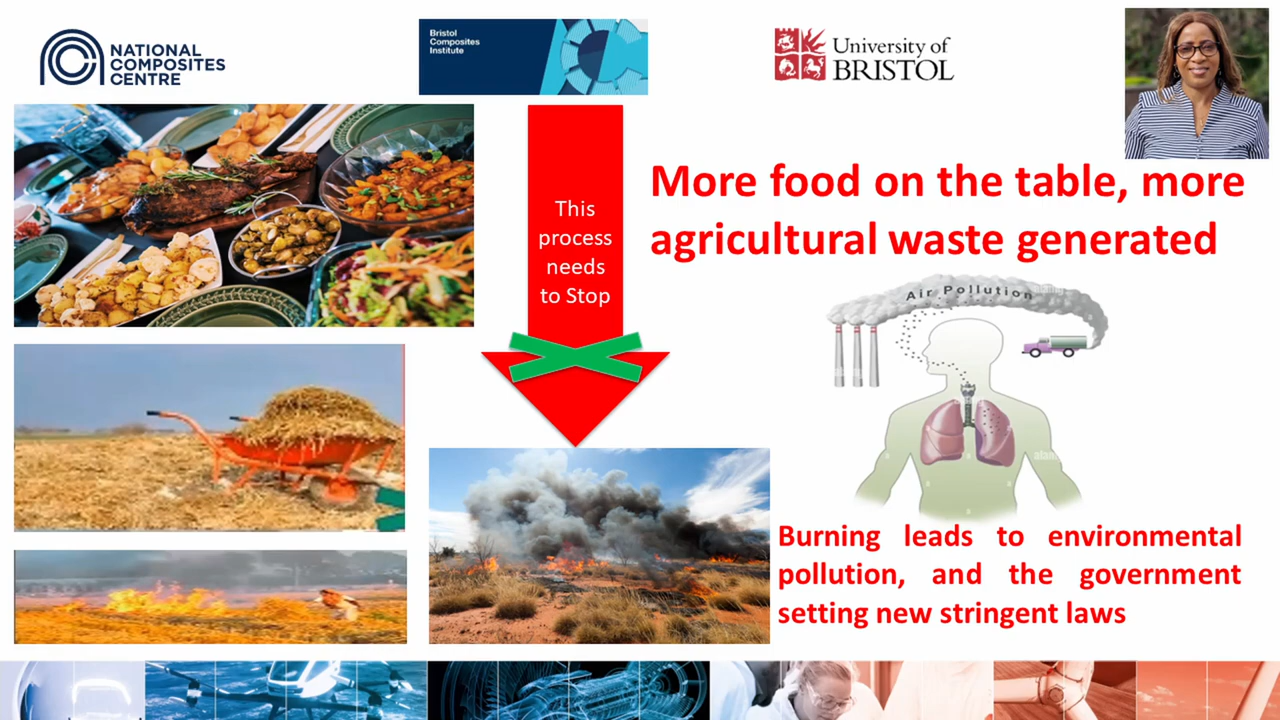 NATIONAL
COMPOSITES
CENTRE
Bristol
Composites
Institute
University of
BRISTOL
This
process
needs
to Stop
More food on the table, more
agricultural waste generated
Air Pollution
Burning leads to environmental
pollution, and the government
setting new stringent laws